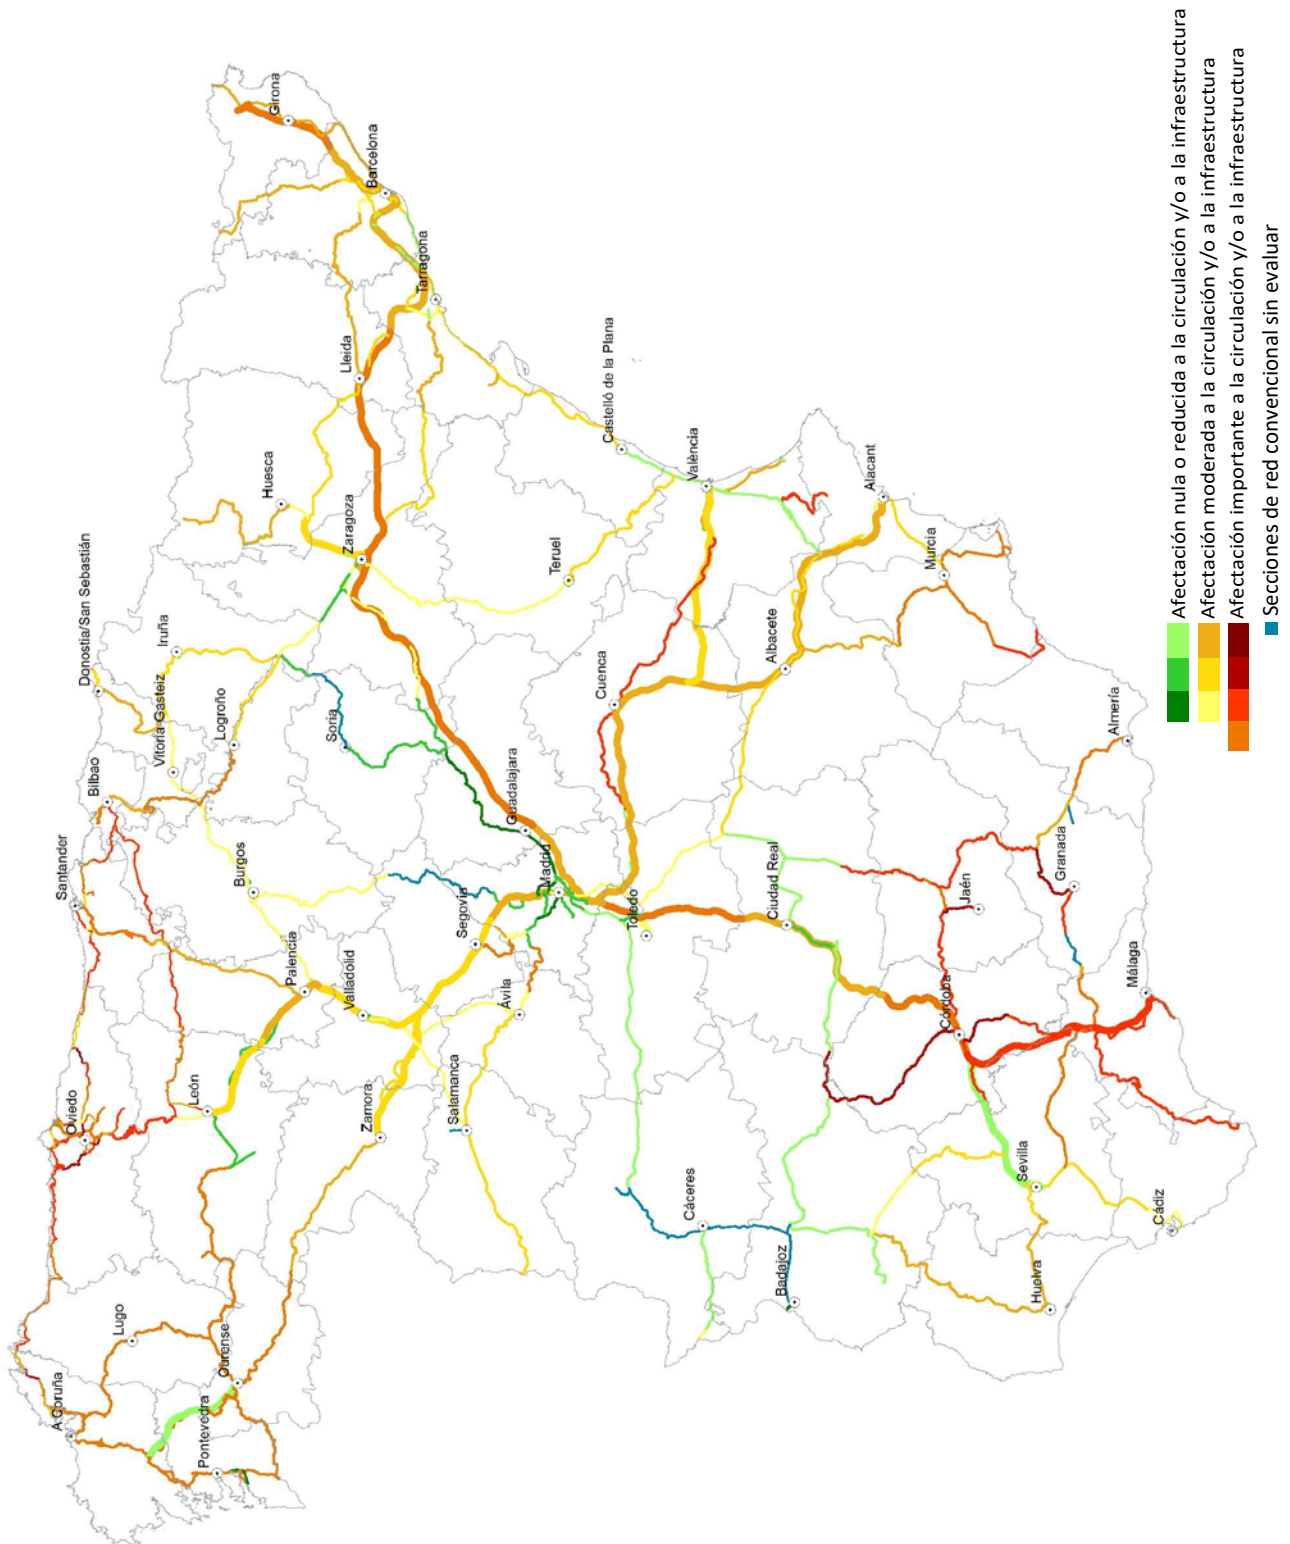 A Coruña
Lugo
Pontevedra
Ourense
Oviedo
León
Santander
Bilbao
Donostia/San Sebastián
Vitoria-Gasteiz
Iruña
Logroño
Burgos
Palencia
Valladolid
Zamora
Salamanca
Ávila
Segovia
Soria
Huesca
Zaragoza
Lleida
Girona
Barcelona
Tarragona
Teruel
Guadalajara
Madrid
Toledo
Cuenca
Castelló de la Plana
València
Alacant
Murcia
Albacete
Ciudad Real
Cáceres
Badajoz
Huelva
Sevilla
Cádiz
Córdoba
Jaén
Granada
Málaga
Almería
Afectación nula o reducida a la circulación y/o a la infraestructura
Afectación moderada a la circulación y/o a la infraestructura
Afectación importante a la circulación y/o a la infraestructura
Secciones de red convencional sin evaluar